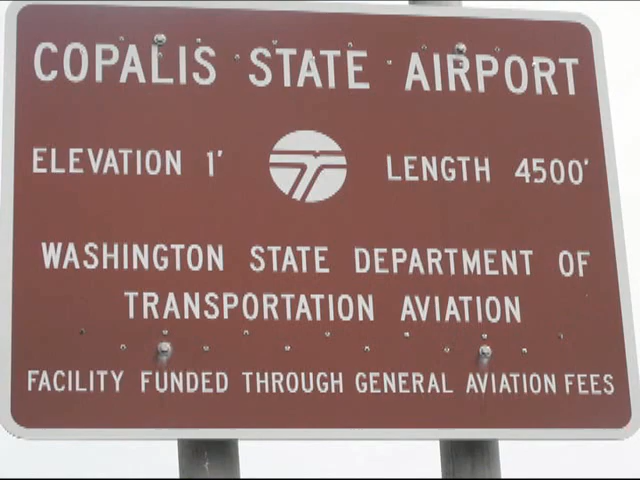 COPALIS STATE AIRPORT
ELEVATION 1' LENGTH 4500'
WASHINGTON STATE DEPARTMENT OF
TRANSPORTATION AVIATION
FACILITY FUNDED THROUGH GENERAL AVIATION FEES